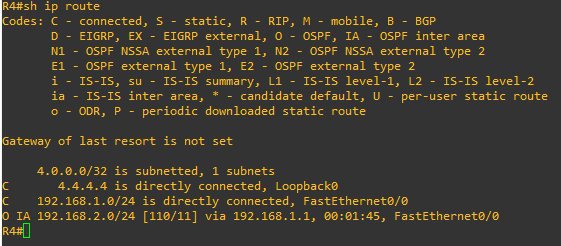 R4#sh ip route
Codes: C - connected, S - static, R - RIP, M - mobile, B - BGP
       D - EIGRP, EX - EIGRP external, O - OSPF, IA - OSPF inter area
       N1 - OSPF NSSA external type 1, N2 - OSPF NSSA external type 2
       E1 - OSPF external type 1, E2 - OSPF external type 2
       i - IS-IS, su - IS-IS summary, L1 - IS-IS level-1, L2 - IS-IS level-2
       ia - IS-IS inter area, * - candidate default, U - per-user static route
       o - ODR, P - periodic downloaded static route
Gateway of last resort is not set
     4.0.0.0/32 is subnetted, 1 subnets
C       4.4.4.4 is directly connected, Loopback0
C    192.168.1.0/24 is directly connected, FastEthernet0/0
O IA 192.168.2.0/24 [110/11] via 192.168.1.1, 00:01:45, FastEthernet0/0
R4#